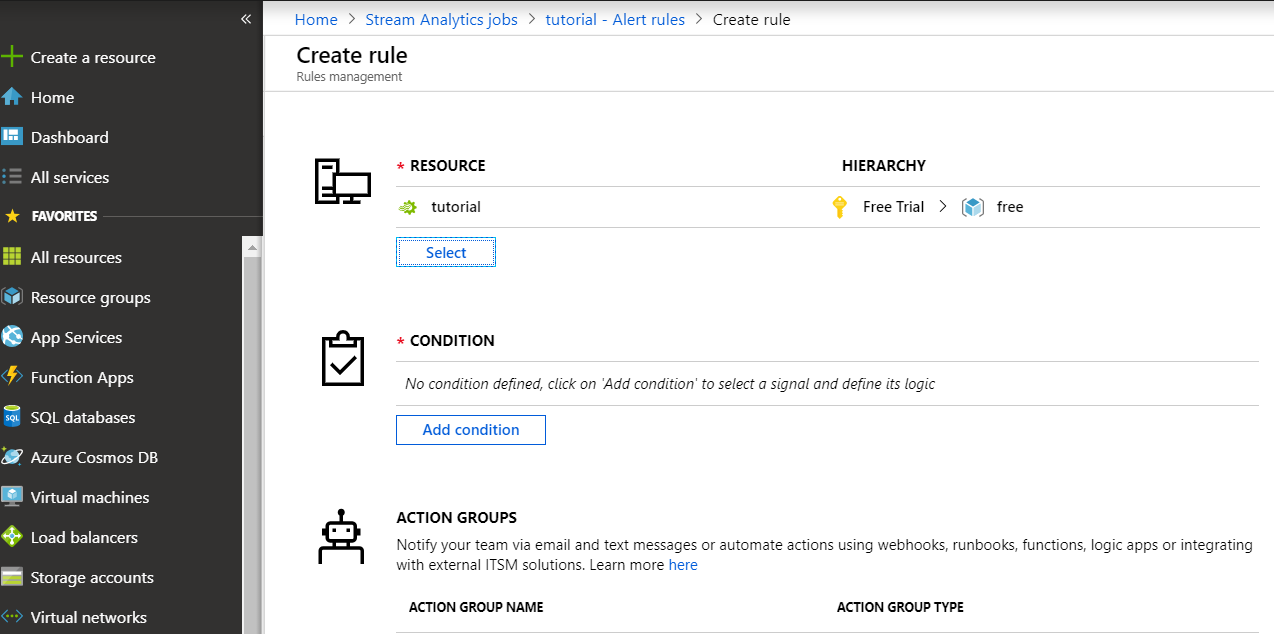 «
Home > Stream Analytics jobs > tutorial - Alert rules > Create rule
Create rule
Rules management
Create a resource
Home
Dashboard
All services
FAVORITES
All resources
Resource groups
App Services
Function Apps
SQL
SQL databases
Azure Cosmos DB
Virtual machines
Load balancers
Storage accounts
Virtual networks
* RESOURCE
HIERARCHY
tutorial
Free Trial > free
Select
* CONDITION
No condition defined, click on 'Add condition' to select a signal and define its logic
Add condition
ACTION GROUPS
Notify your team via email and text messages or automate actions using webhooks, runbooks, functions, logic apps or integrating
with external ITSM solutions. Learn more here
ACTION GROUP NAME
ACTION GROUP TYPE